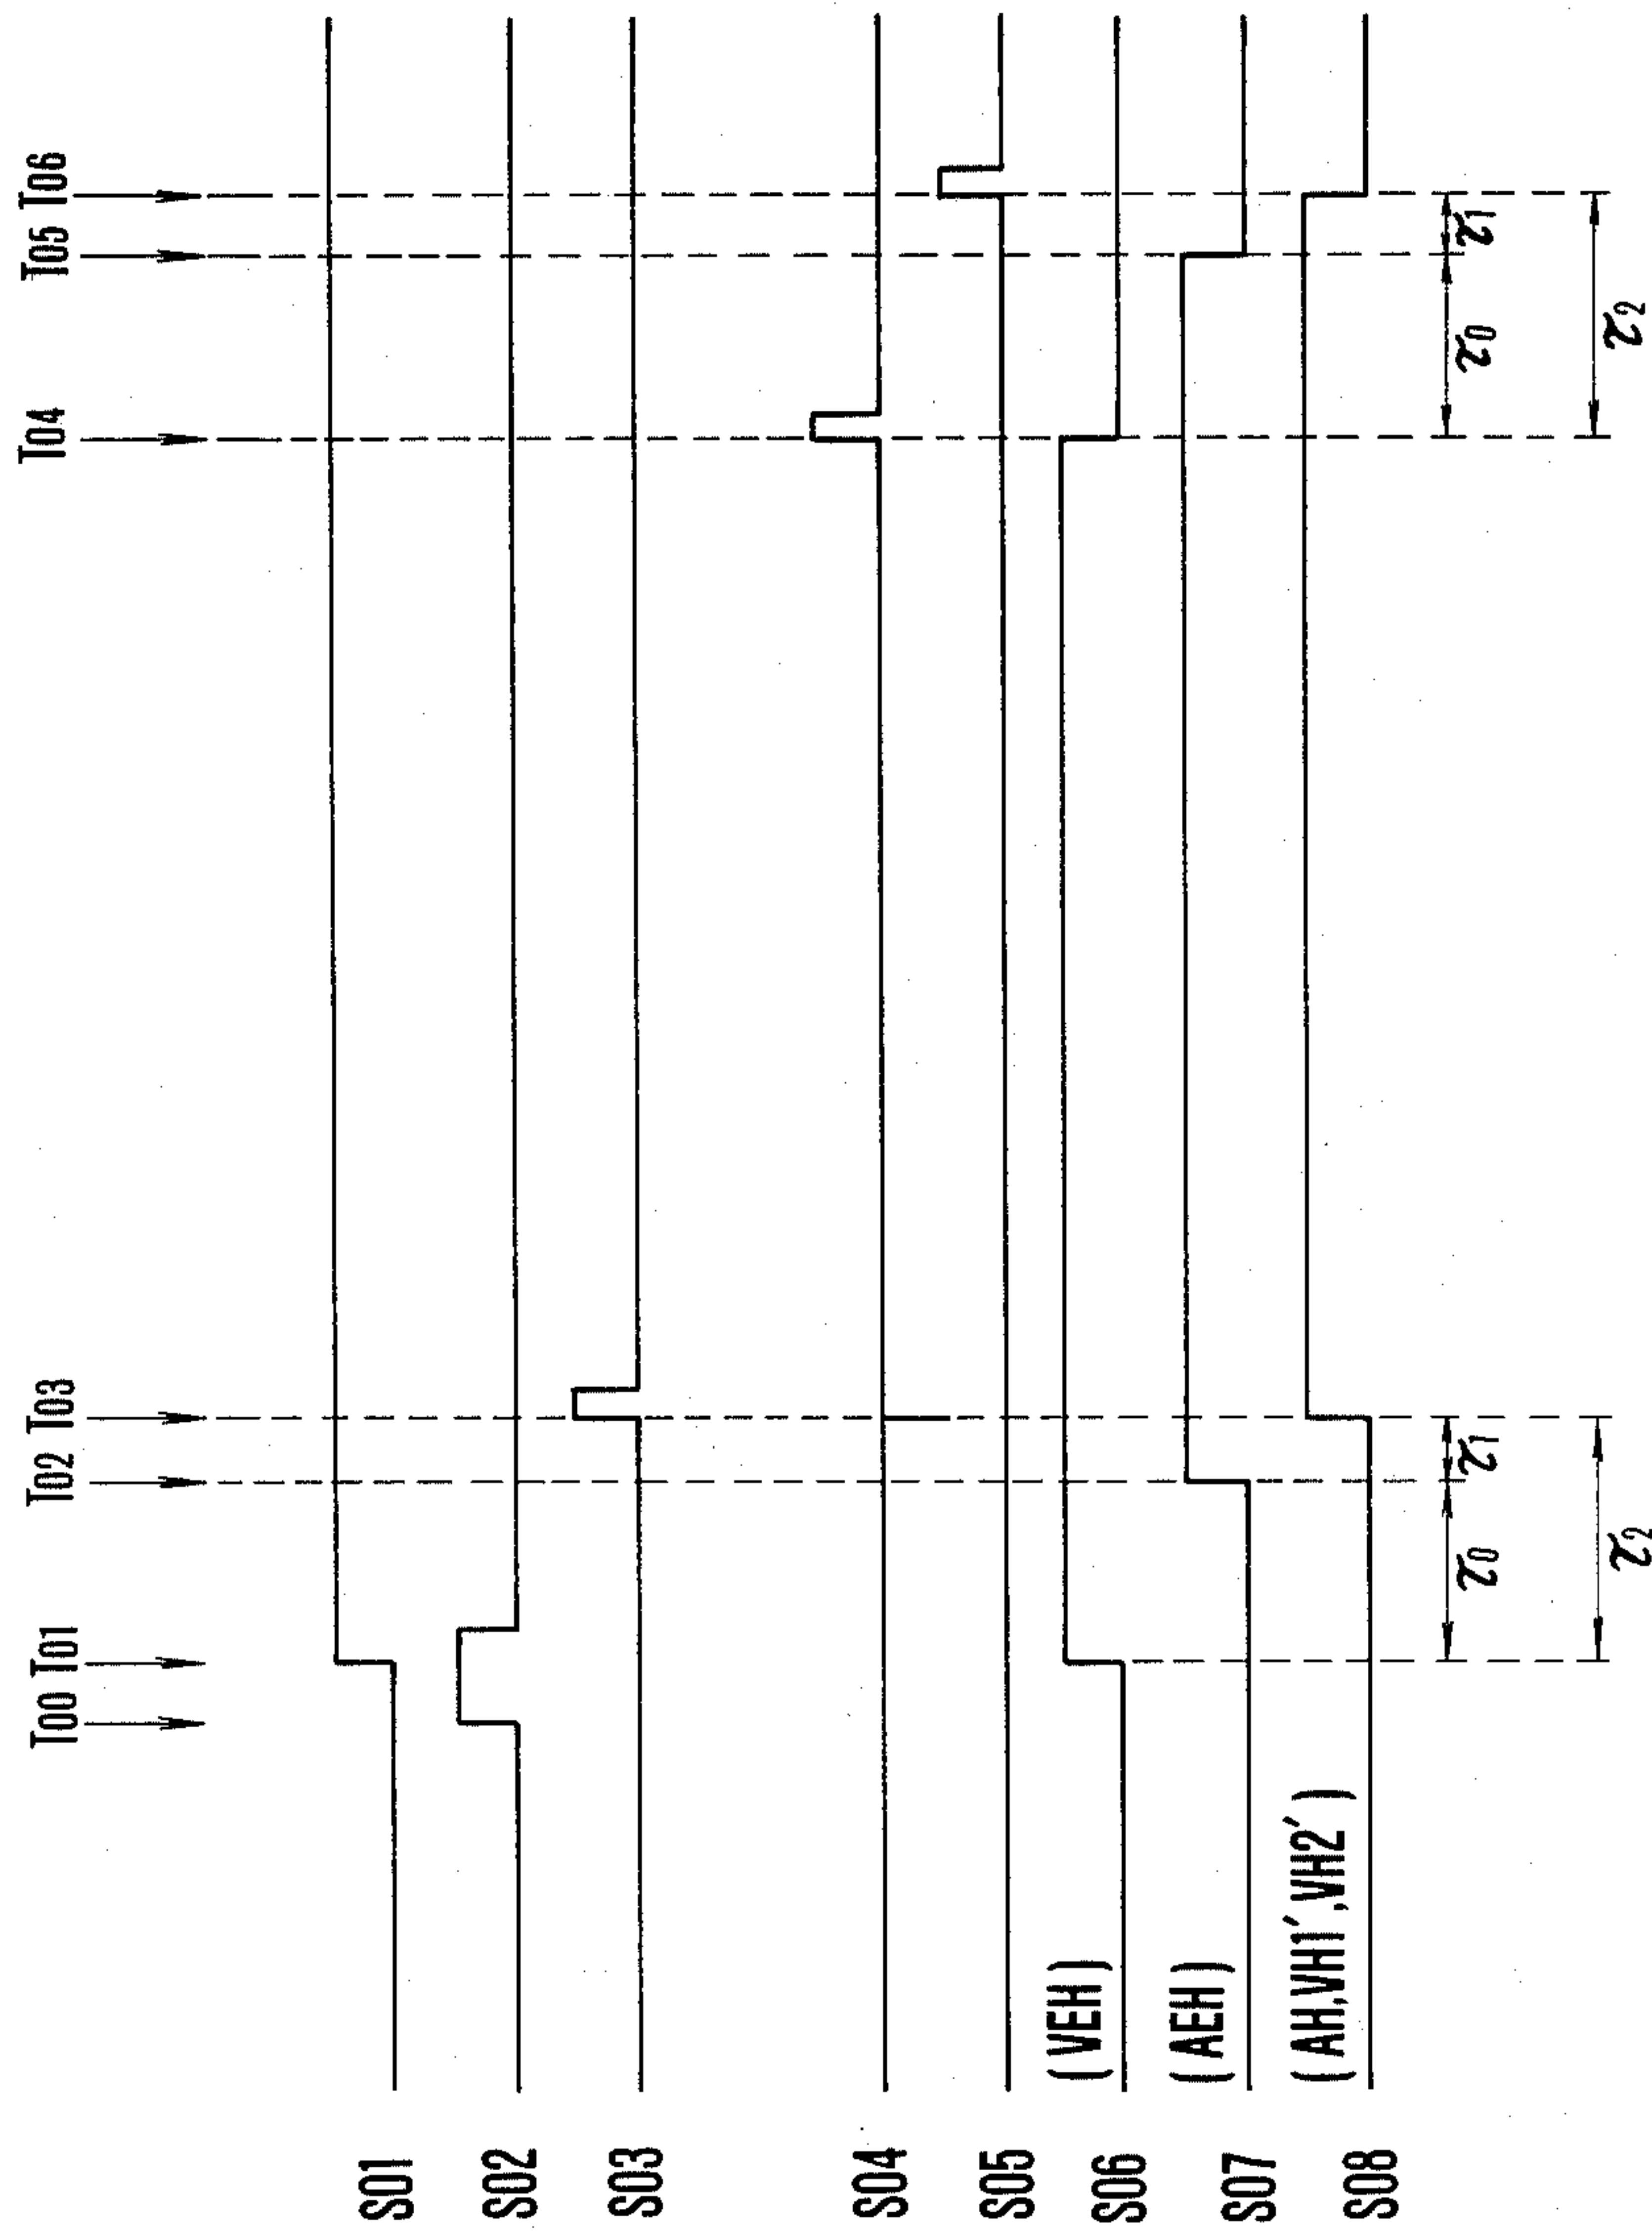 T00 T01 T02 T03 T04 T05 T06
S01
S02
S03
S04
S05
S06 (VEH)
S07 (AEH)
S08 (AH,VH1′,VH2′)
τ0 τ1 τ0 τ1
τ2 τ2